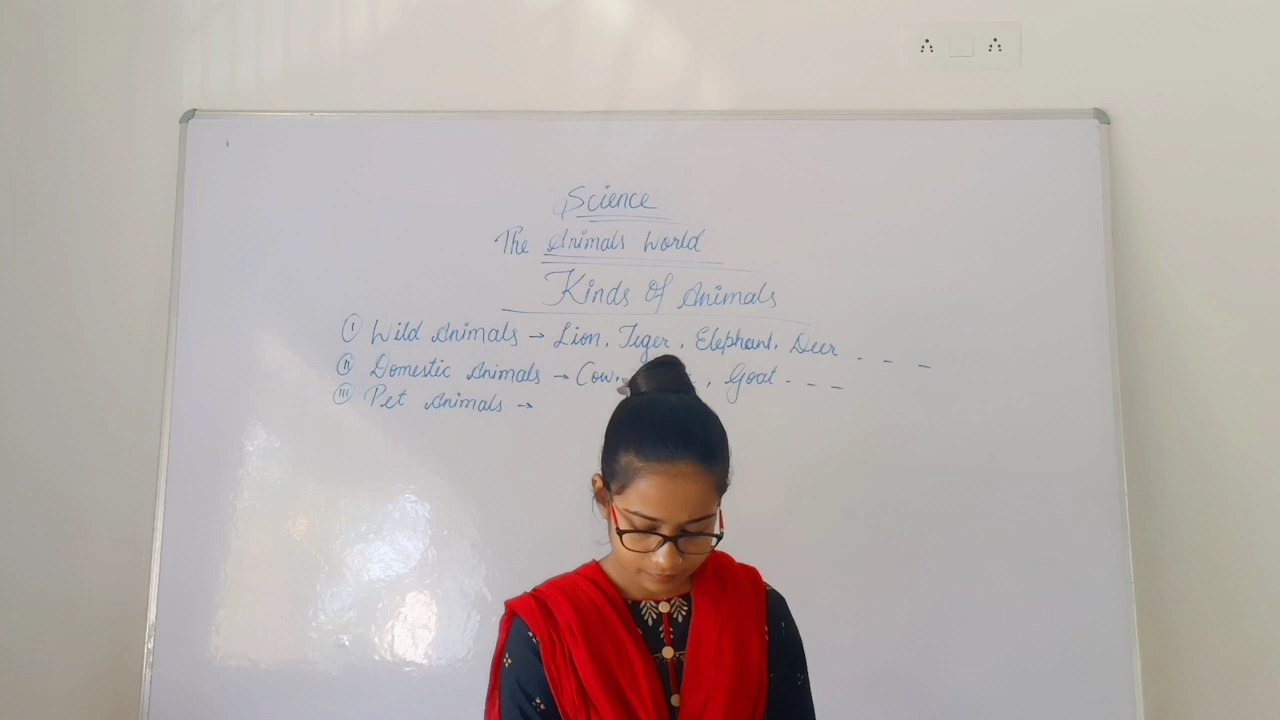 Science
The Animals World
Kinds Of Animals
(I) Wild Animals → Lion, Tiger, Elephant, Deer - - -
(II) Domestic Animals → Cow, , Goat - - -
(III) Pet Animals →